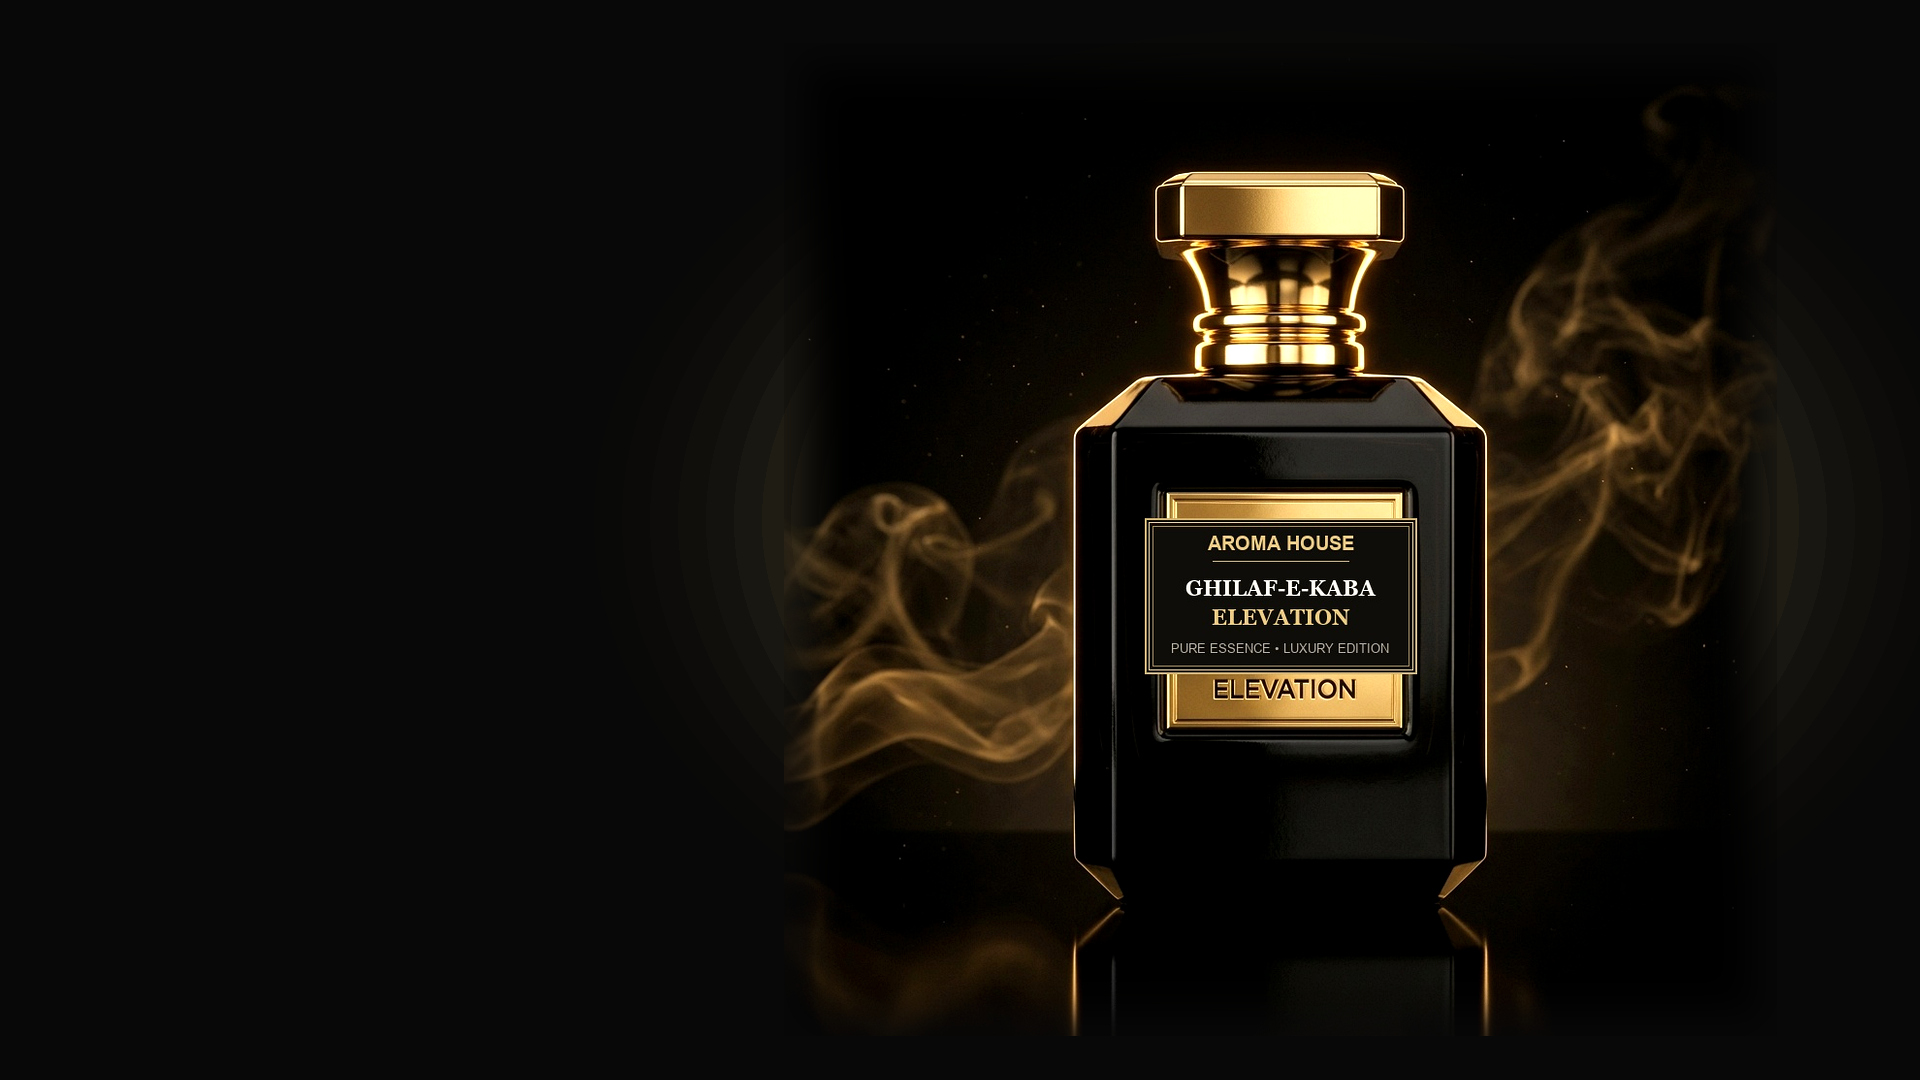 AROMA HOUSE
GHILAF-E-KABA
ELEVATION
PURE ESSENCE • LUXURY EDITION
ELEVATION